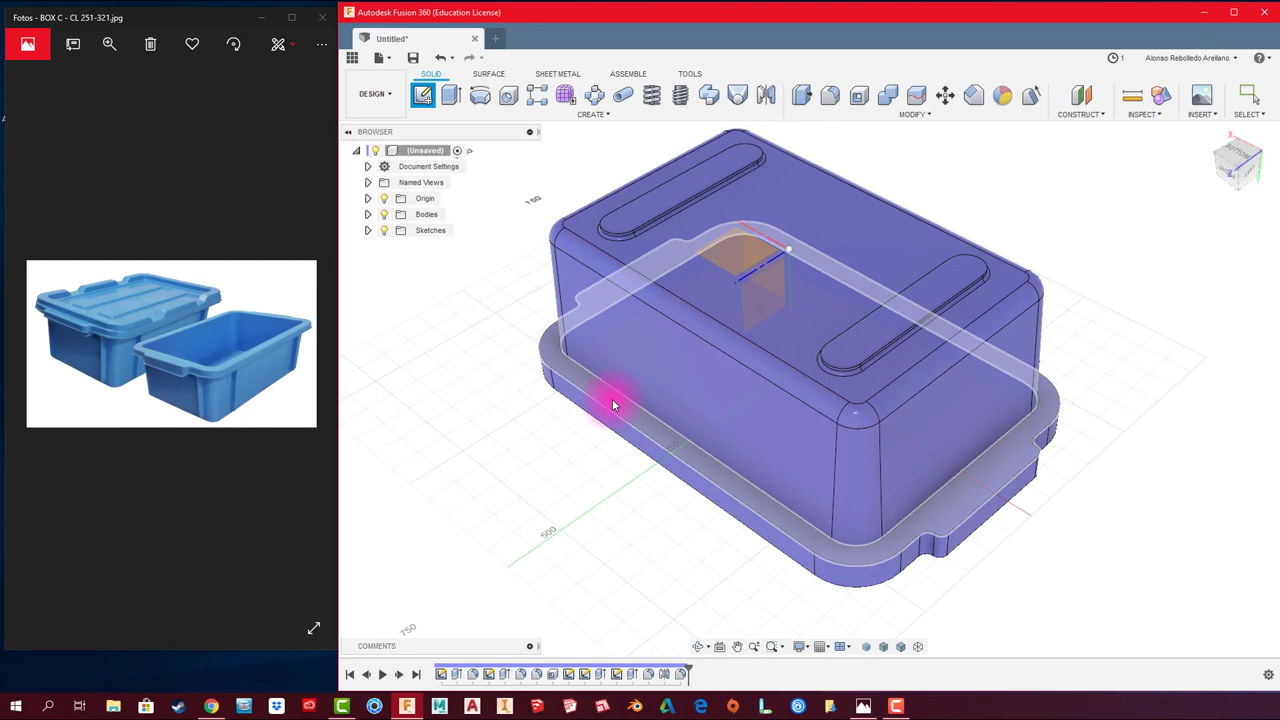 Fotos - BOX C - CL 251-321.jpg
Autodesk Fusion 360 (Education License)
Untitled*
1
Alonso Rebolledo Arellano
SOLID
SURFACE
SHEET METAL
ASSEMBLE
TOOLS
DESIGN
CREATE
MODIFY
CONSTRUCT
INSPECT
INSERT
SELECT
BROWSER
(Unsaved)
Document Settings
Named Views
Origin
Bodies
Sketches
BOTTOM
X
Z
150
500
750
COMMENTS